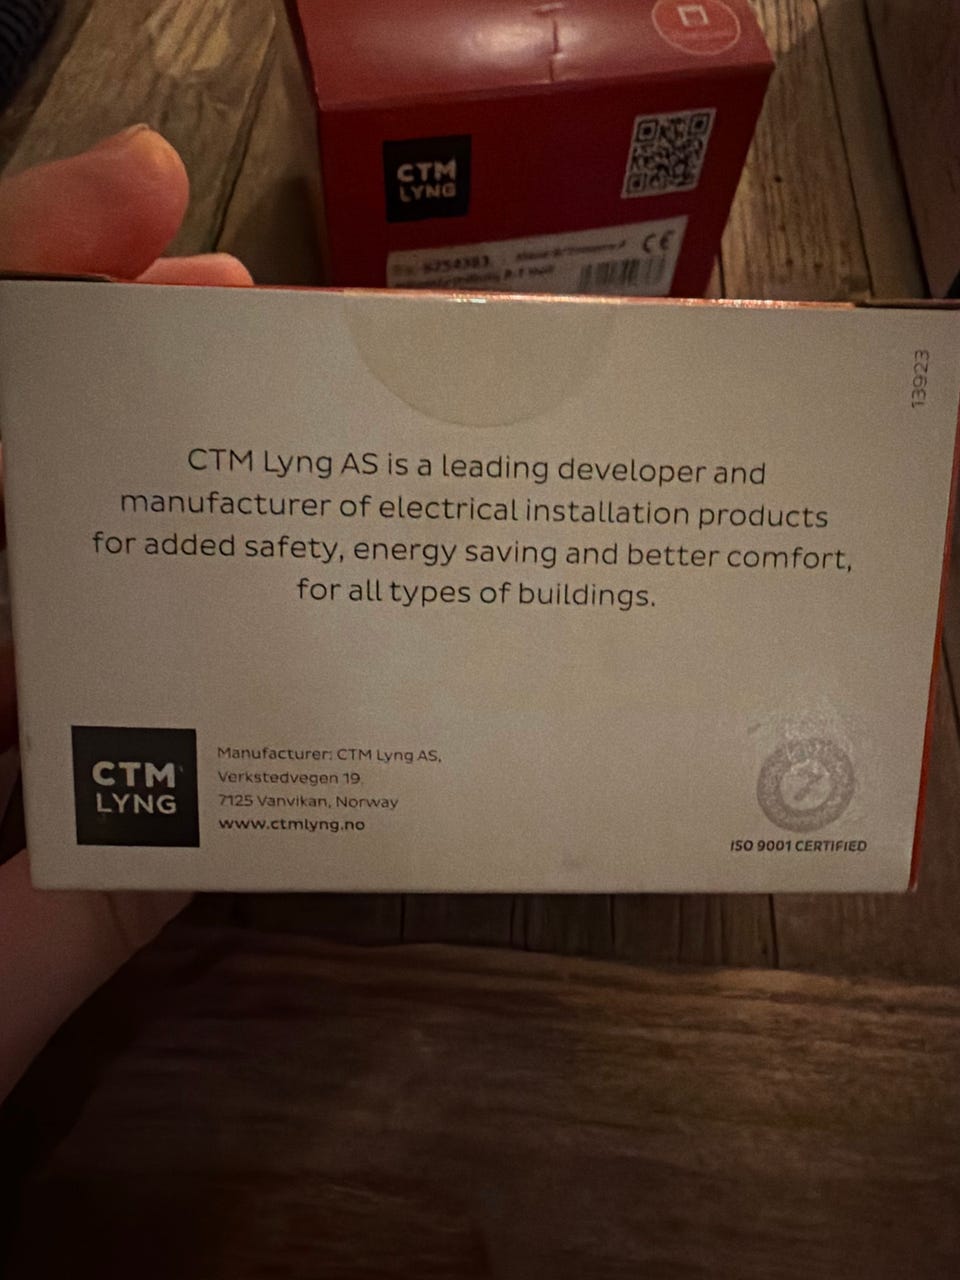 CTM
LYNG
CE
6254383
13923
CTM Lyng AS is a leading developer and
manufacturer of electrical installation products
for added safety, energy saving and better comfort,
for all types of buildings.
CTM
LYNG
Manufacturer: CTM Lyng AS,
Verkstedvegen 19,
7125 Vanvikan, Norway
www.ctmlyng.no
ISO 9001 CERTIFIED